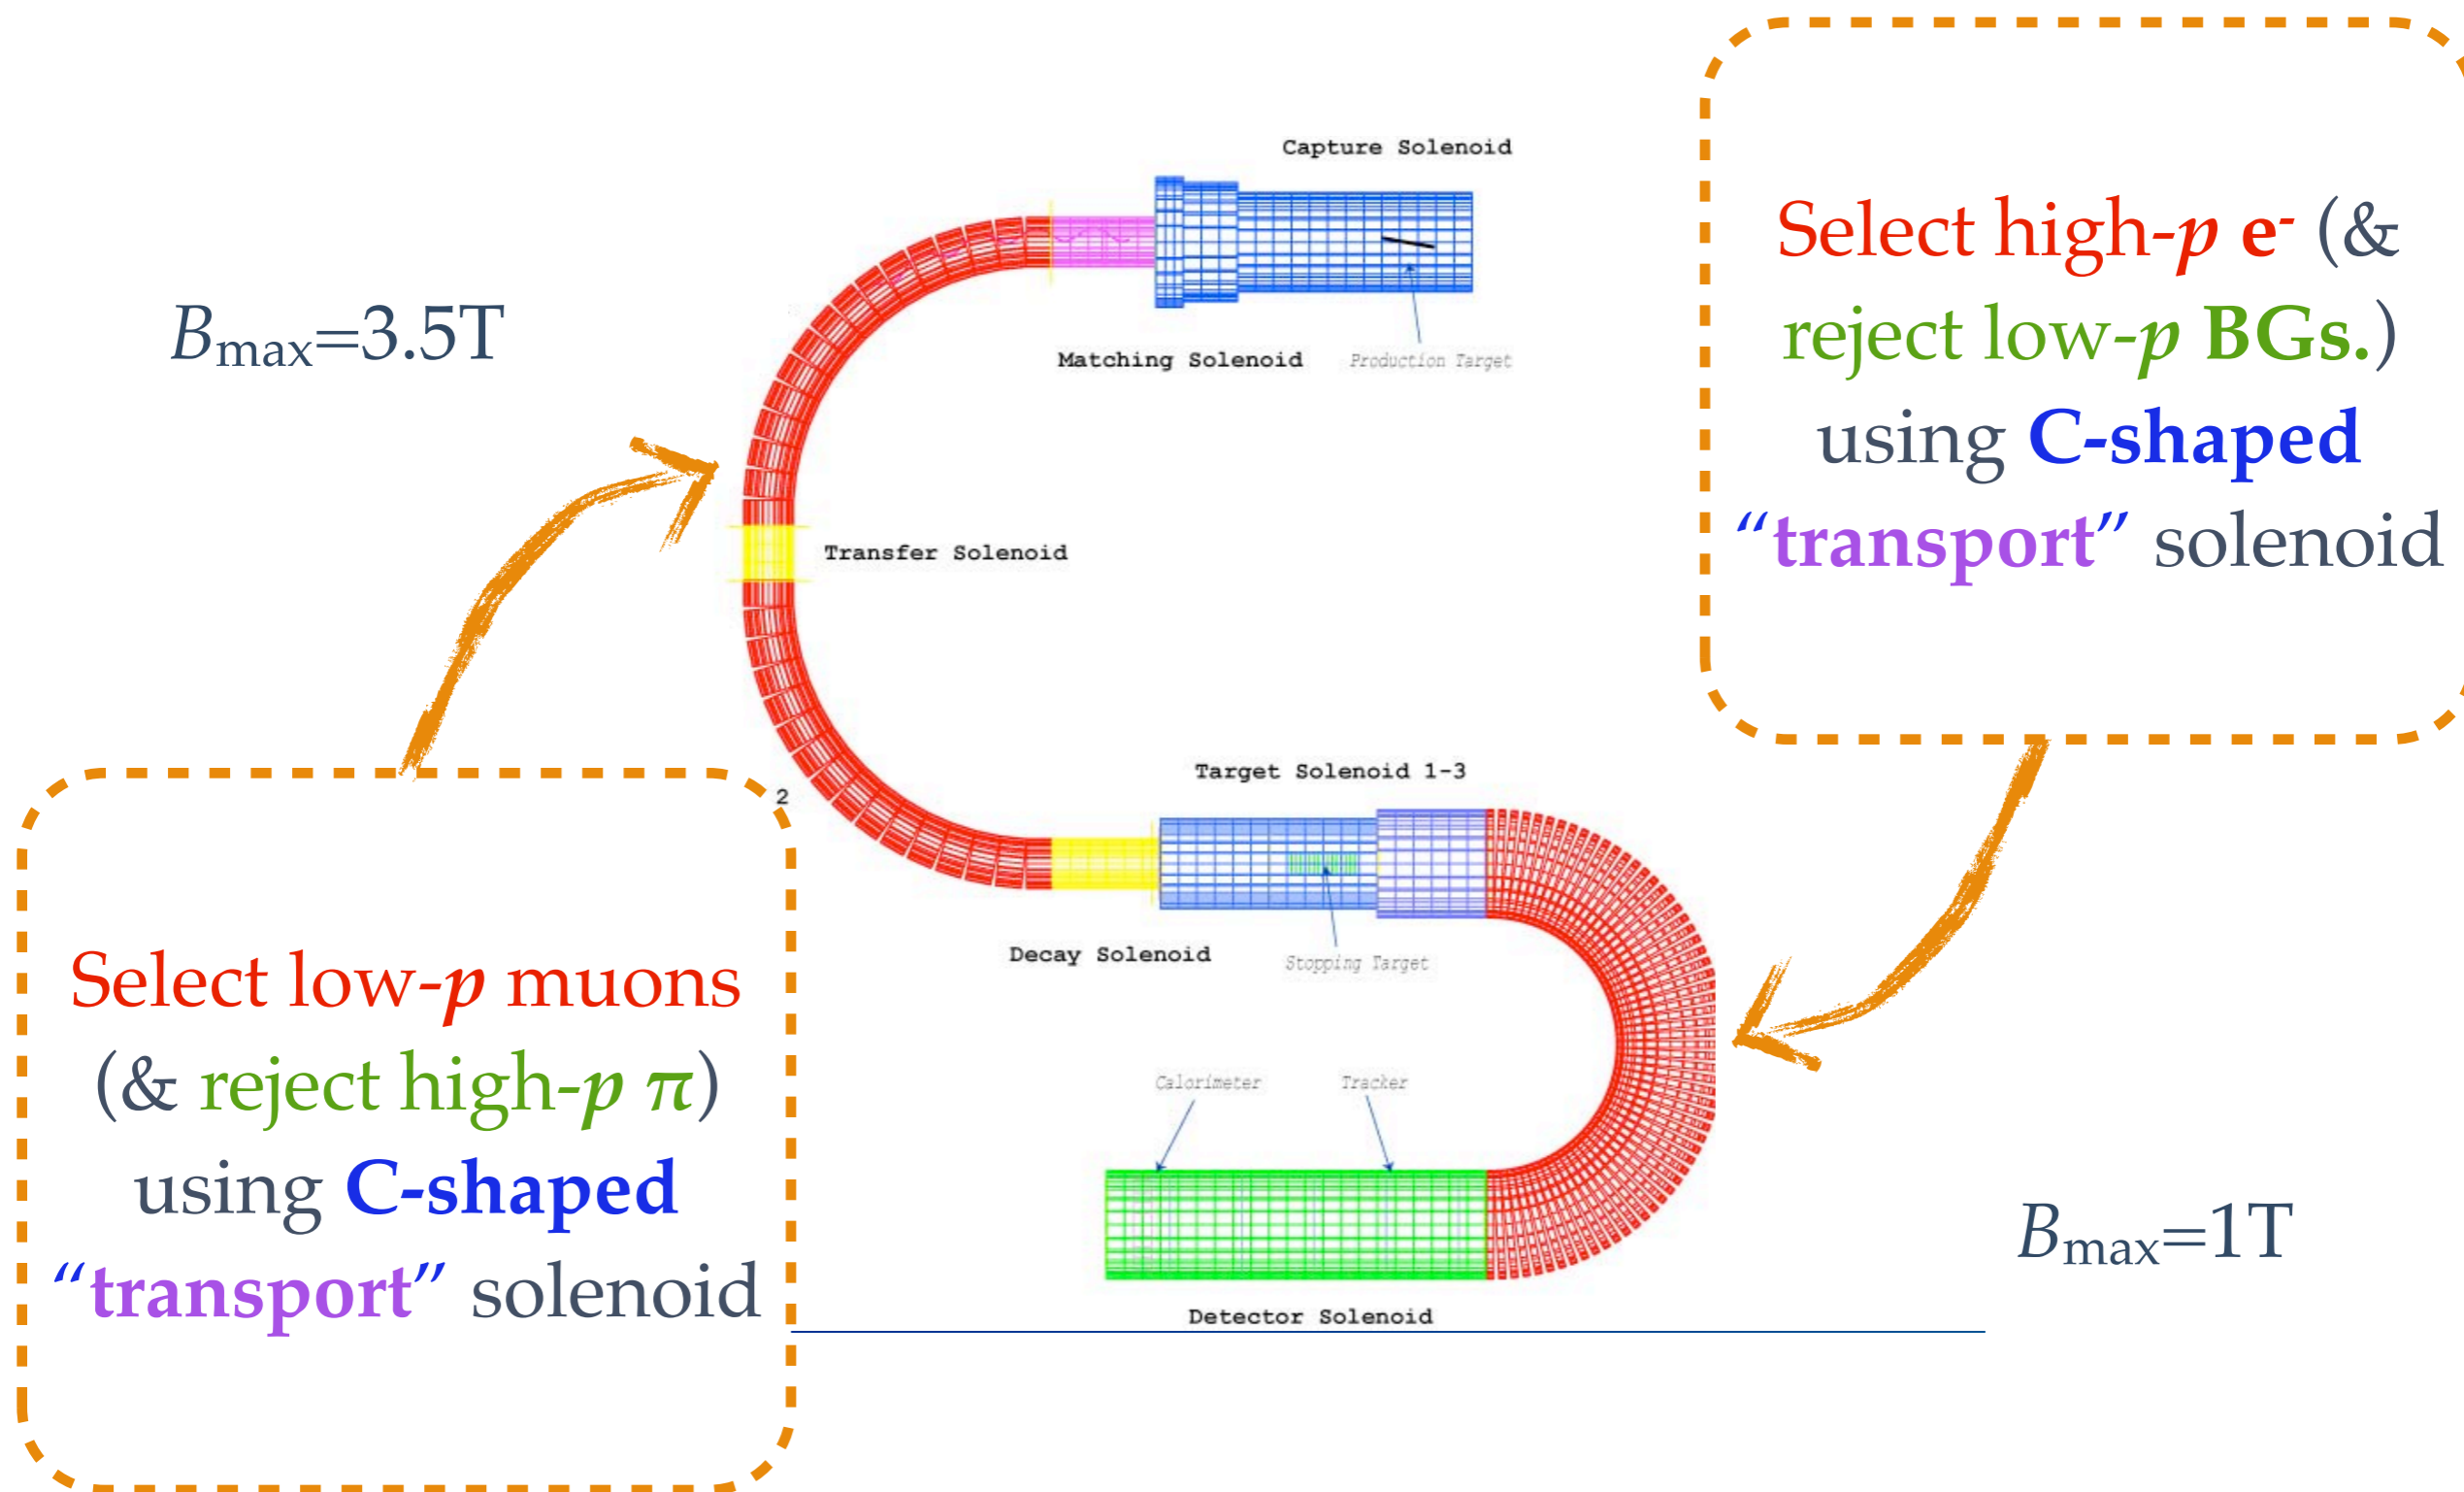 Capture Solenoid
B_max=3.5T
Matching Solenoid
Production Target
Transfer Solenoid
Select high-p e⁻ (&
reject low-p BGs.)
using C-shaped
“transport” solenoid
Target Solenoid 1-3
2
Decay Solenoid
Stopping Target
Select low-p muons
(& reject high-p π)
using C-shaped
“transport” solenoid
Calorimeter
Tracker
B_max=1T
Detector Solenoid